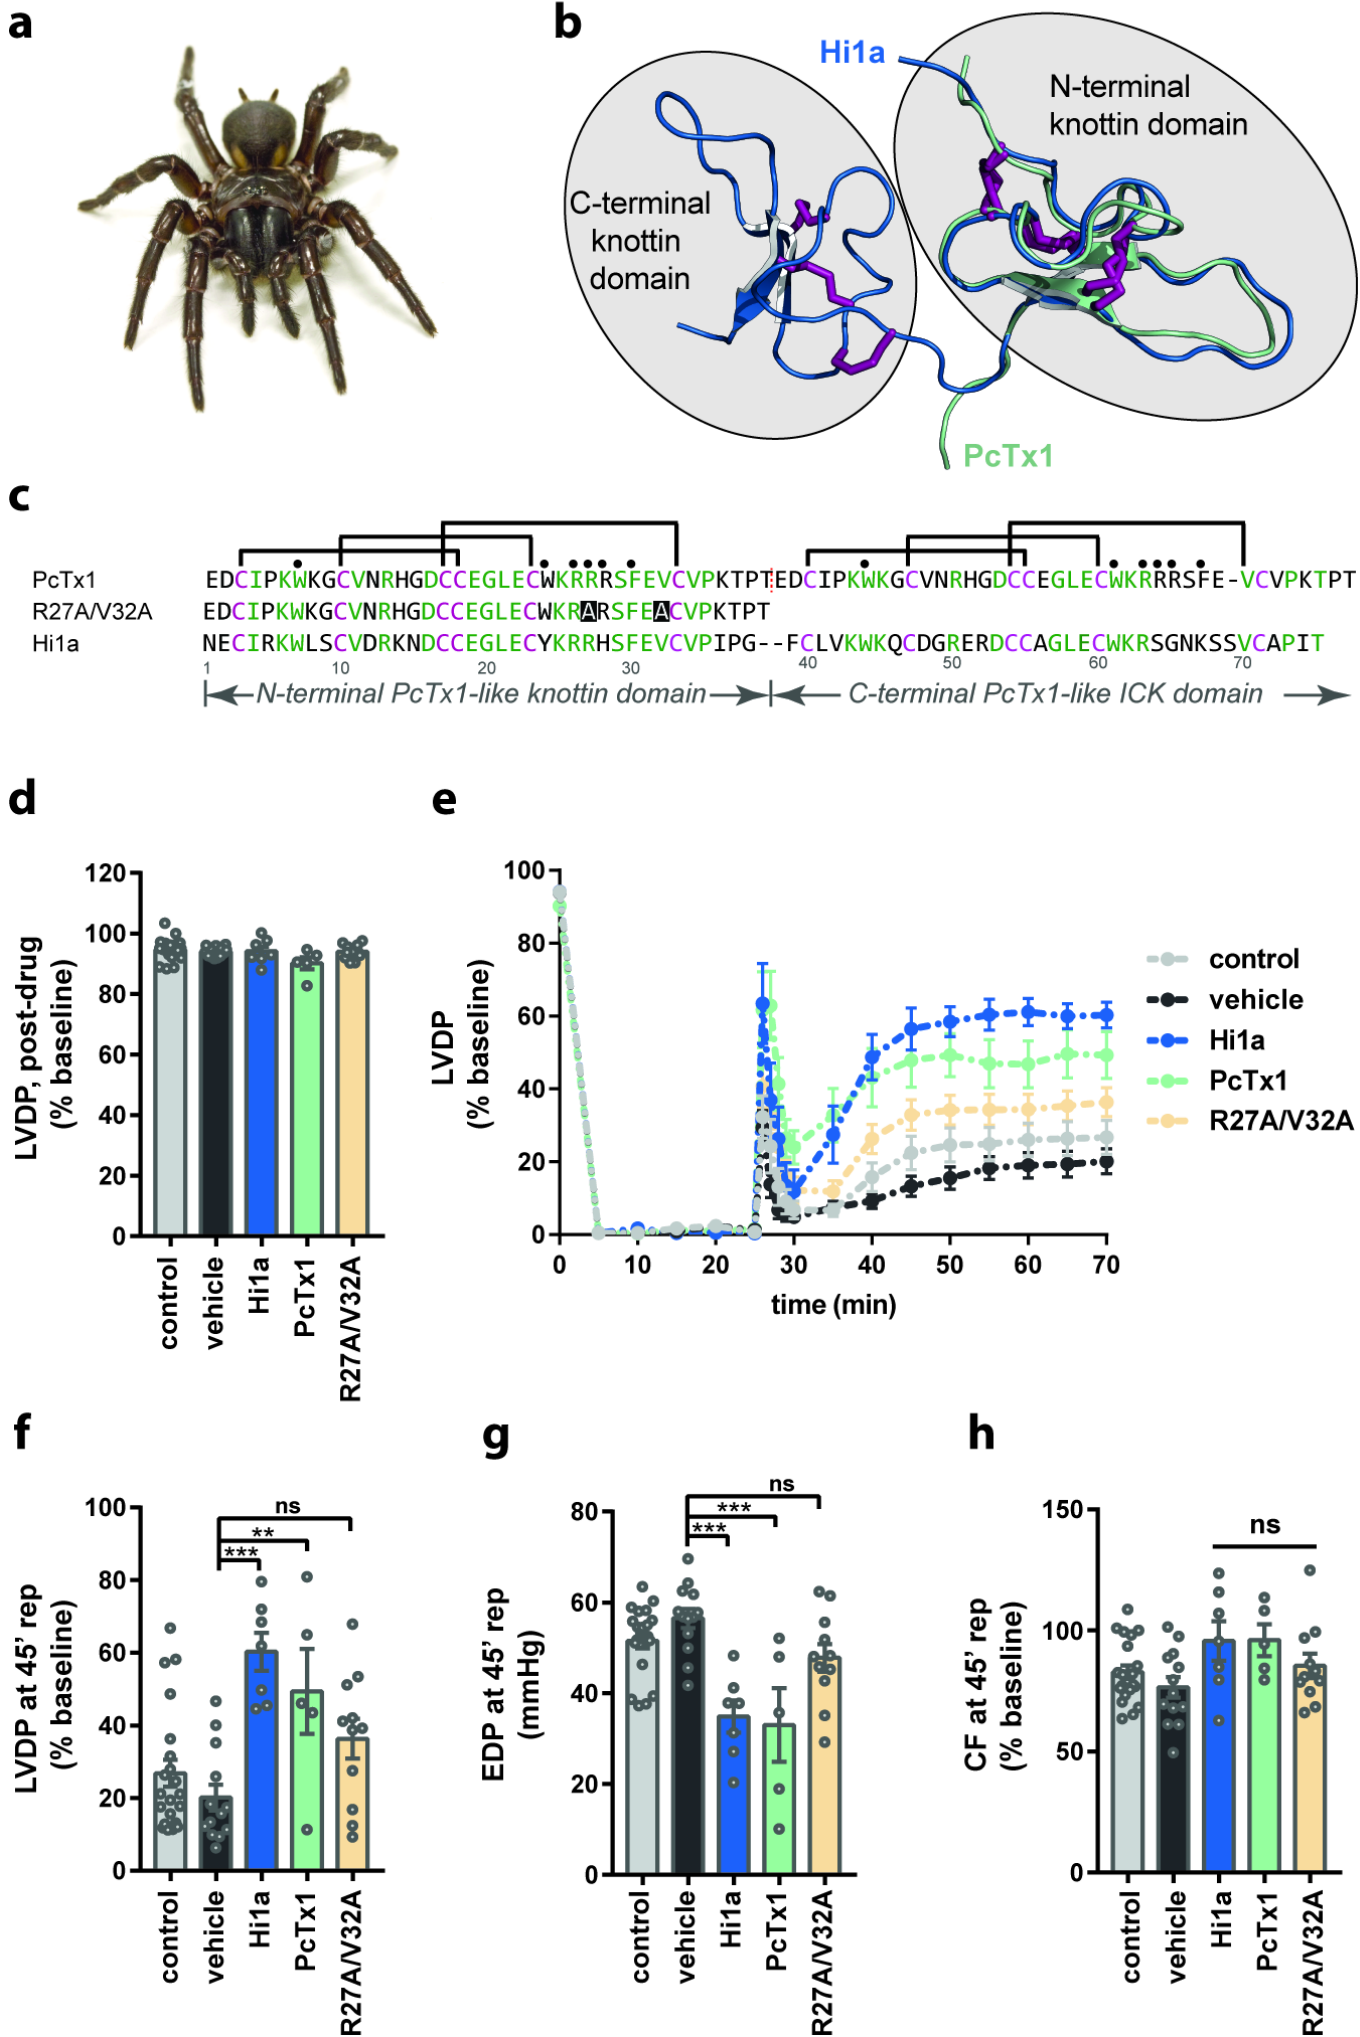 a
b
Hi1a
N-terminal
knottin domain
C-terminal
knottin
domain
PcTx1
c
PcTx1 EDCIPKWKGCVNRHGDCCEGLECWKRRRSFEVCVPKTPTEDCIPKWKGCVNRHGDCCEGLECWKRRRSFE-VCVPKTPT
R27A/V32A EDCIPKWKGCVNRHGDCCEGLECWKRARSFEACVPKTPT
Hi1a NECIRKWLSCVDRKNDCCEGLECYKRRHSFEVCVPIPG--FCLVKWKQCDGRERDCCAGLECWKRSGNKSSVCAPIT
1 10 20 30 40 50 60 70
N-terminal PcTx1-like knottin domain C-terminal PcTx1-like ICK domain
d
LVDP, post-drug
(% baseline)
120
100
80
60
40
20
0
control
vehicle
Hi1a
PcTx1
R27A/V32A
e
LVDP
(% baseline)
100
80
60
40
20
0
0 10 20 30 40 50 60 70
time (min)
control
vehicle
Hi1a
PcTx1
R27A/V32A
f
LVDP at 45' rep
(% baseline)
100
80
60
40
20
0
ns
**
***
control
vehicle
Hi1a
PcTx1
R27A/V32A
g
EDP at 45' rep
(mmHg)
80
60
40
20
0
ns
***
***
control
vehicle
Hi1a
PcTx1
R27A/V32A
h
CF at 45' rep
(% baseline)
150
100
50
0
ns
control
vehicle
Hi1a
PcTx1
R27A/V32A